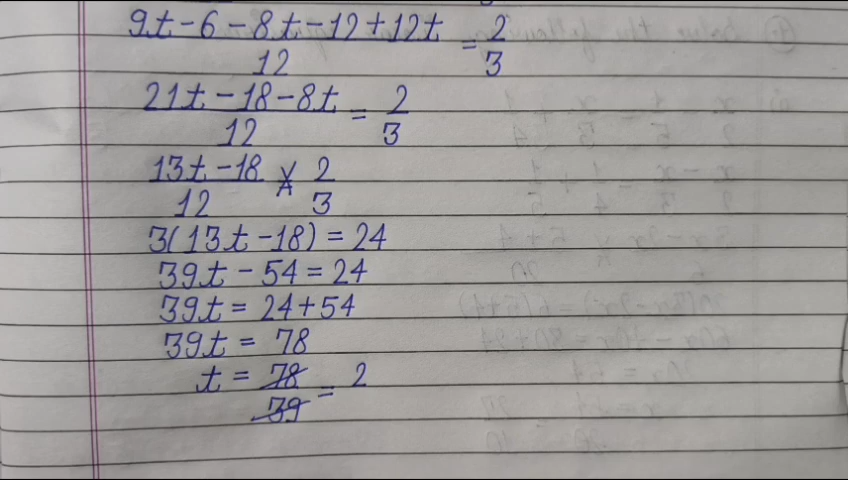 9t-6-8t-12+12t/12 = 2/3
21t-18-8t/12 = 2/3
13t-18/12 × 2/3
3(13t-18) = 24
39t-54 = 24
39t = 24+54
39t = 78
t = 78/39 = 2